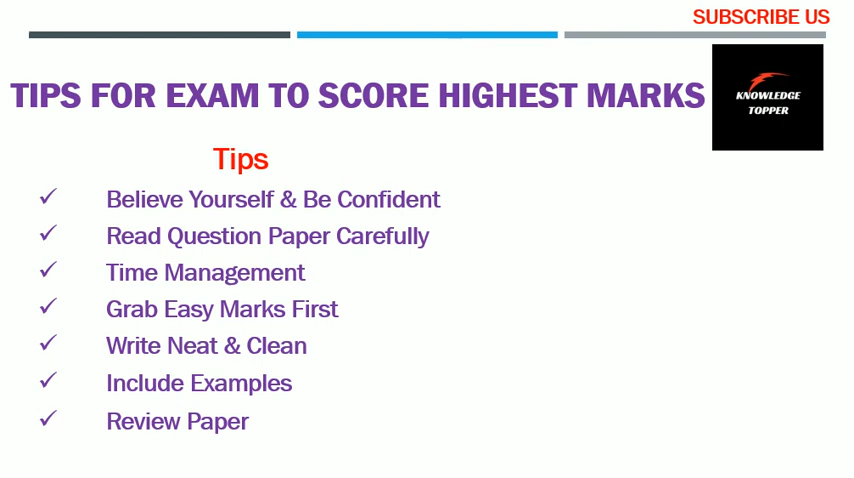 SUBSCRIBE US
TIPS FOR EXAM TO SCORE HIGHEST MARKS
KNOWLEDGE
TOPPER
Tips
✓ Believe Yourself & Be Confident
✓ Read Question Paper Carefully
✓ Time Management
✓ Grab Easy Marks First
✓ Write Neat & Clean
✓ Include Examples
✓ Review Paper